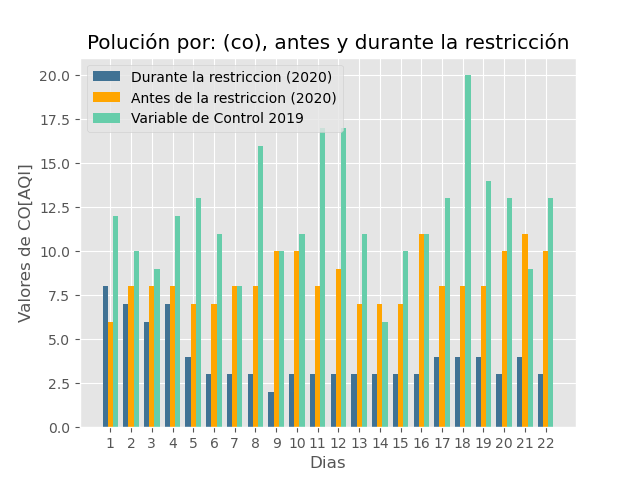 Polución por: (co), antes y durante la restricción
20.0
17.5
15.0
12.5
10.0
7.5
5.0
2.5
0.0
Valores de CO[AQI]
Durante la restriccion (2020)
Antes de la restriccion (2020)
Variable de Control 2019
1 2 3 4 5 6 7 8 9 10 11 12 13 14 15 16 17 18 19 20 21 22
Dias